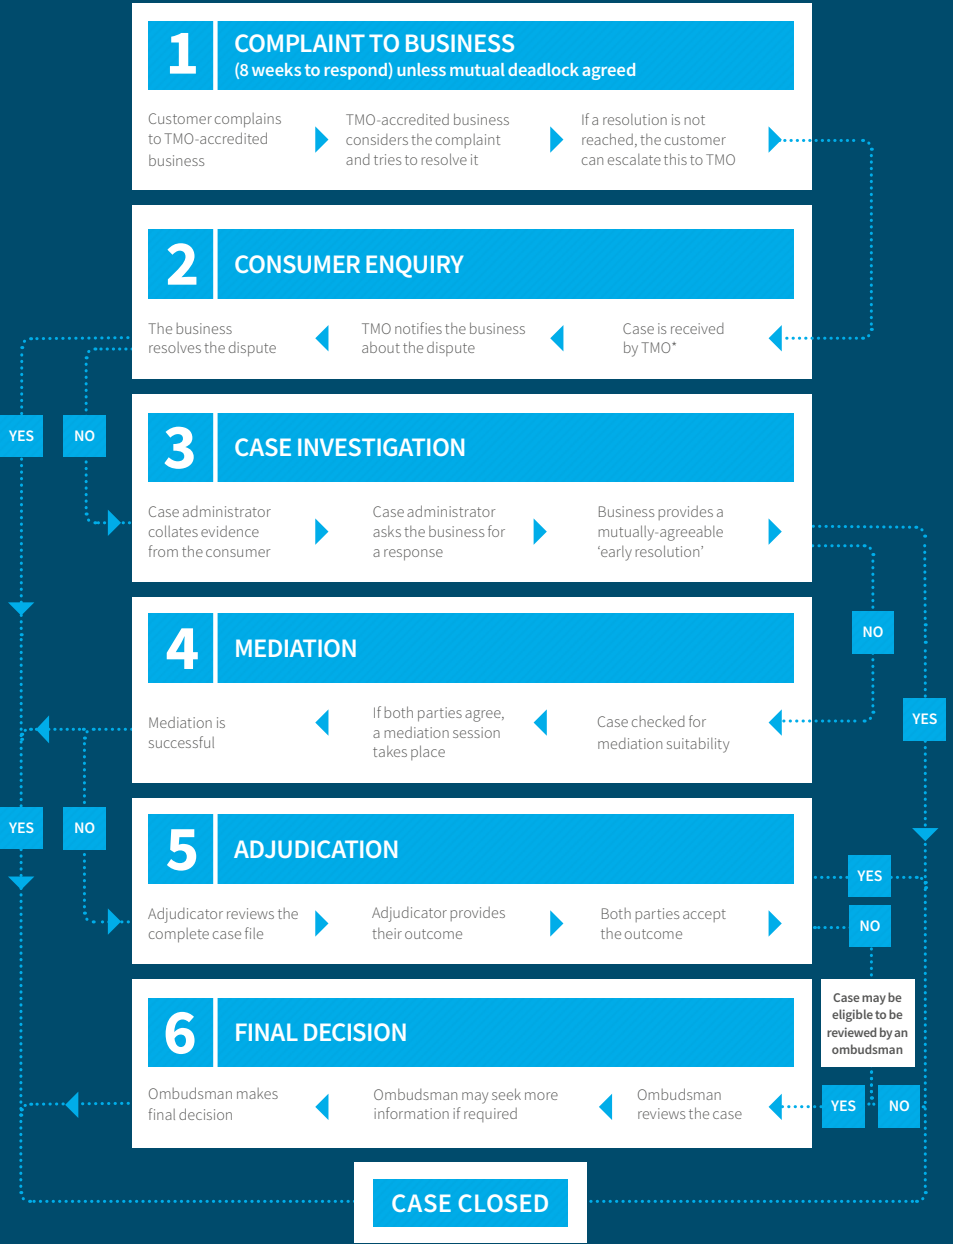 1
COMPLAINT TO BUSINESS
(8 weeks to respond) unless mutual deadlock agreed
Customer complains
to TMO-accredited
business
TMO-accredited business
considers the complaint
and tries to resolve it
If a resolution is not
reached, the customer
can escalate this to TMO
2
CONSUMER ENQUIRY
Case is received
by TMO*
TMO notifies the business
about the dispute
The business
resolves the dispute
YES
NO
3
CASE INVESTIGATION
Case administrator
collates evidence
from the consumer
Case administrator
asks the business for
a response
Business provides a
mutually-agreeable
‘early resolution’
NO
YES
4
MEDIATION
Case checked for
mediation suitability
If both parties agree,
a mediation session
takes place
Mediation is
successful
YES
NO
5
ADJUDICATION
Adjudicator reviews the
complete case file
Adjudicator provides
their outcome
Both parties accept
the outcome
YES
NO
Case may be
eligible to be
reviewed by an
ombudsman
YES
NO
6
FINAL DECISION
Ombudsman
reviews the case
Ombudsman may seek more
information if required
Ombudsman makes
final decision
CASE CLOSED